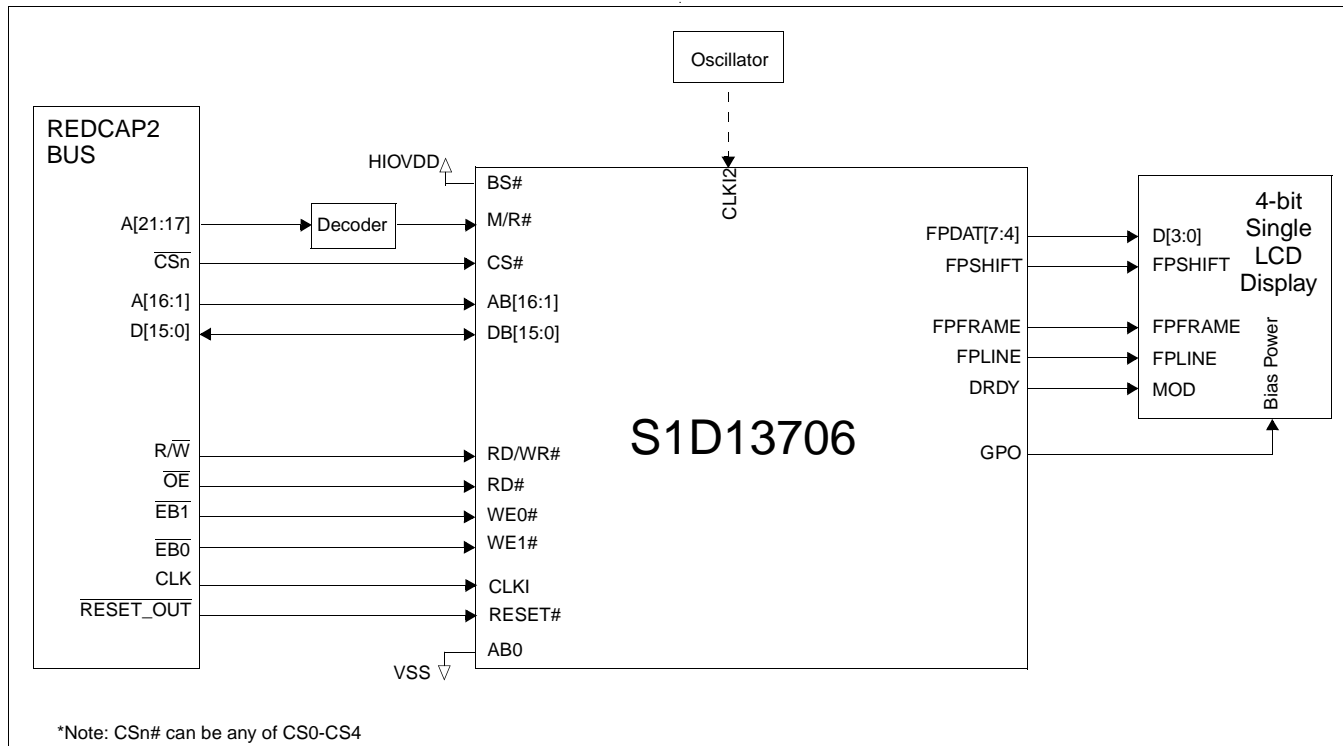 Oscillator
REDCAP2
BUS
HIOVDD
BS#
CLKI2
A[21:17]
Decoder
M/R#
CSn
CS#
A[16:1]
AB[16:1]
D[15:0]
DB[15:0]
R/W
RD/WR#
OE
RD#
EB1
WE0#
EB0
WE1#
CLK
CLKI
RESET_OUT
RESET#
AB0
VSS
S1D13706
FPDAT[7:4]
FPSHIFT
FPFRAME
FPLINE
DRDY
GPO
4-bit
Single
LCD
Display
D[3:0]
FPSHIFT
FPFRAME
FPLINE
MOD
Bias Power
*Note: CSn# can be any of CS0-CS4